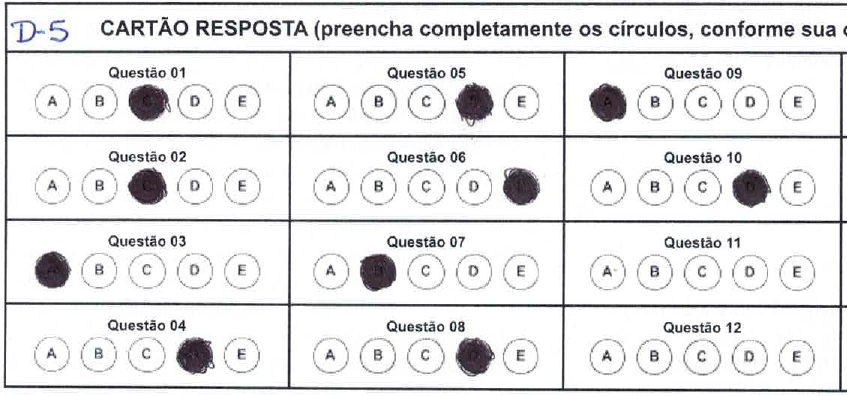 D-5 CARTÃO RESPOSTA (preencha completamente os círculos, conforme sua
Questão 01 Questão 05 Questão 09
A B C D E A B C D E A B C D E
Questão 02 Questão 06 Questão 10
A B C D E A B C D E A B C D E
Questão 03 Questão 07 Questão 11
A B C D E A B C D E A B C D E
Questão 04 Questão 08 Questão 12
A B C E A B C D E A B C D E